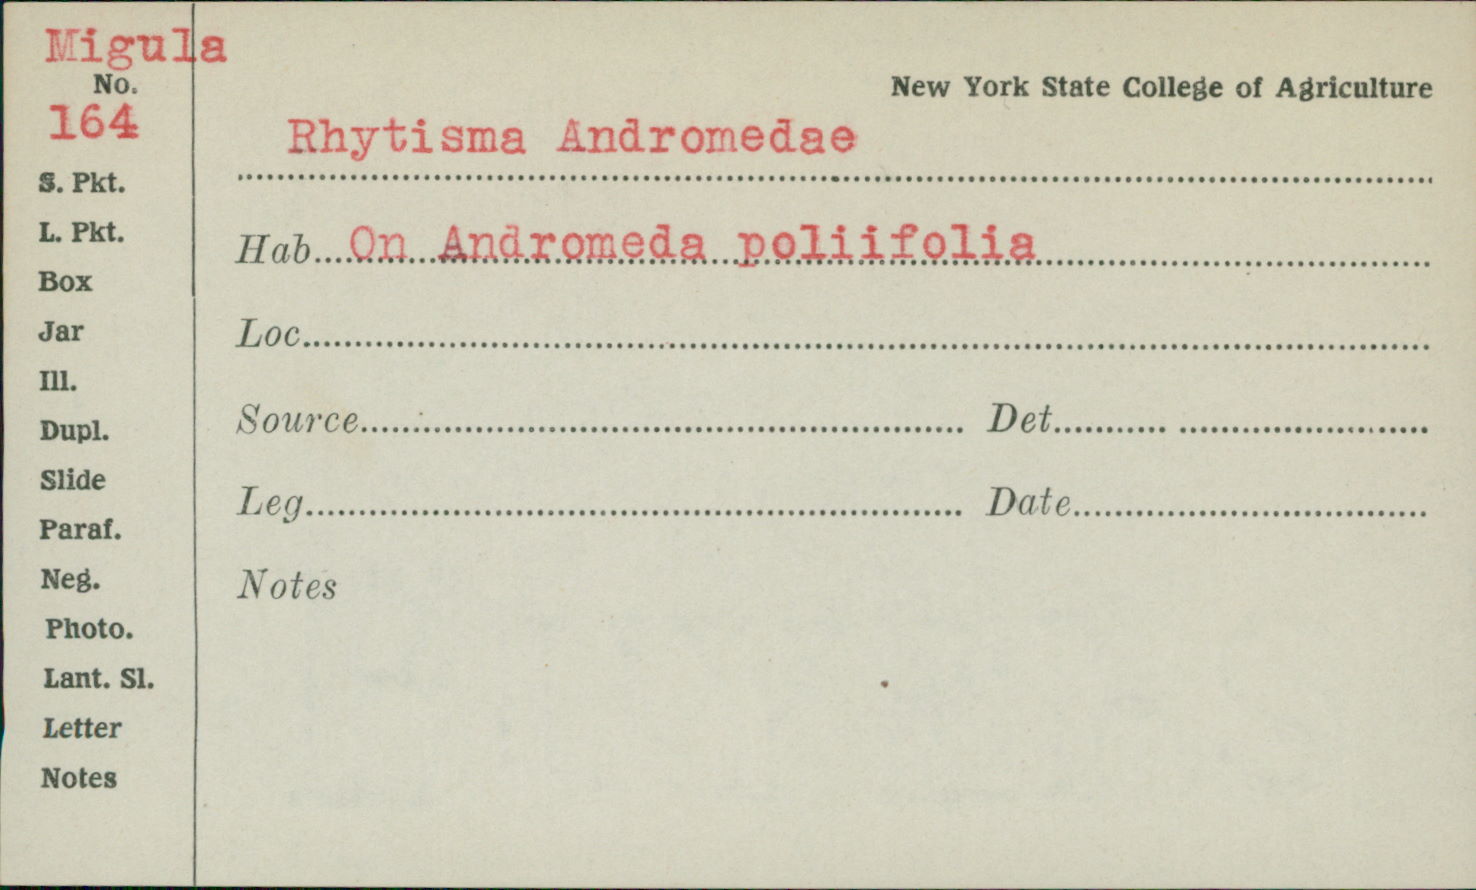 Migula
No.
164
New York State College of Agriculture
Rhytisma Andromedae
S. Pkt.
L. Pkt.
Hab. On Andromeda poliifolia
Box
Jar
Loc.
Ill.
Dupl.
Source Det.
Slide
Leg. Date
Paraf.
Neg.
Notes
Photo.
Lant. Sl.
Letter
Notes